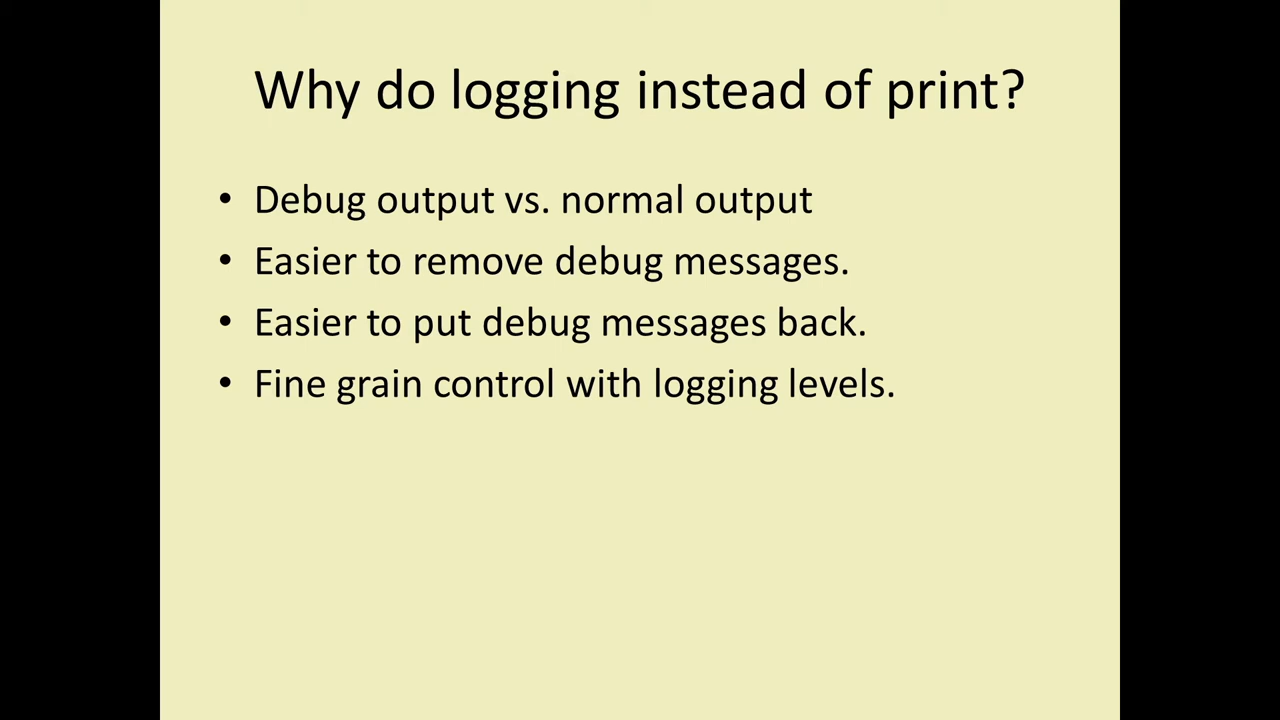 Why do logging instead of print?
• Debug output vs. normal output
• Easier to remove debug messages.
• Easier to put debug messages back.
• Fine grain control with logging levels.